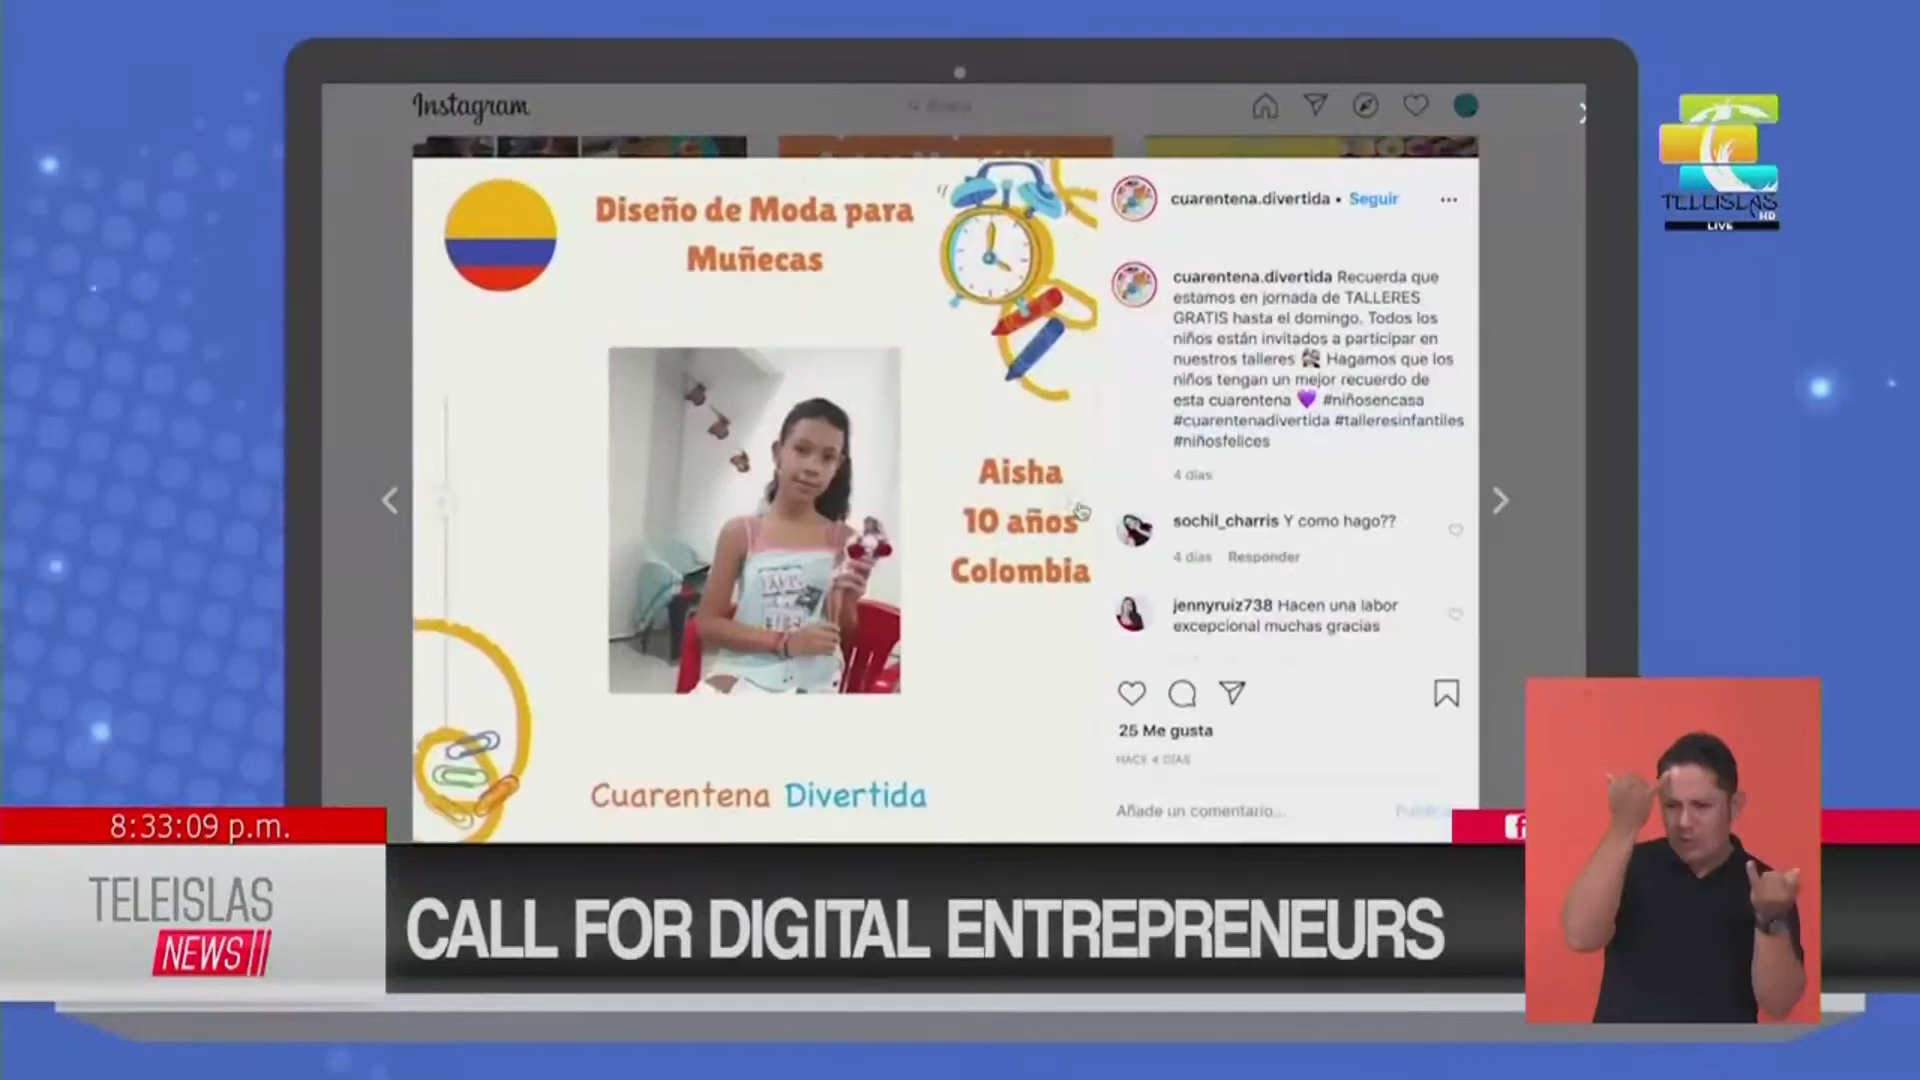 Instagram
TELEISLAS
HD
LIVE
Diseño de Moda para
Muñecas
Aisha
10 años
Colombia
Cuarentena Divertida
cuarentena.divertida • Seguir
cuarentena.divertida Recuerda que
estamos en jornada de TALLERES
GRATIS hasta el domingo. Todos los
niños están invitados a participar en
nuestros talleres Hagamos que los
niños tengan un mejor recuerdo de
esta cuarentena 💜 #niñosencasa
#cuarentenadivertida #talleresinfantiles
#niñosfelices
4 días
sochil_charris Y como hago??
4 días Responder
jennyruiz738 Hacen una labor
excepcional muchas gracias
25 Me gusta
HACE 4 DÍAS
Añade un comentario...
8:33:09 p.m.
TELEISLAS
NEWS
CALL FOR DIGITAL ENTREPRENEURS